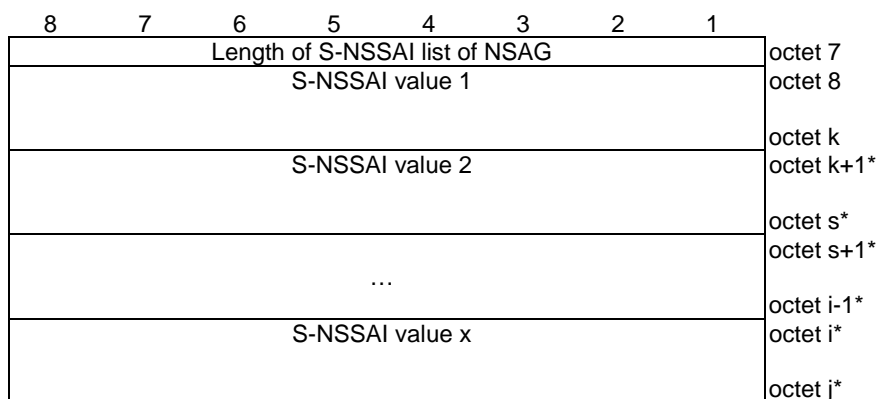 8 7 6 5 4 3 2 1
Length of S-NSSAI list of NSAG octet 7
S-NSSAI value 1 octet 8
octet k
S-NSSAI value 2 octet k+1*
octet s*
octet s+1*
…
octet i-1*
S-NSSAI value x octet i*
octet j*